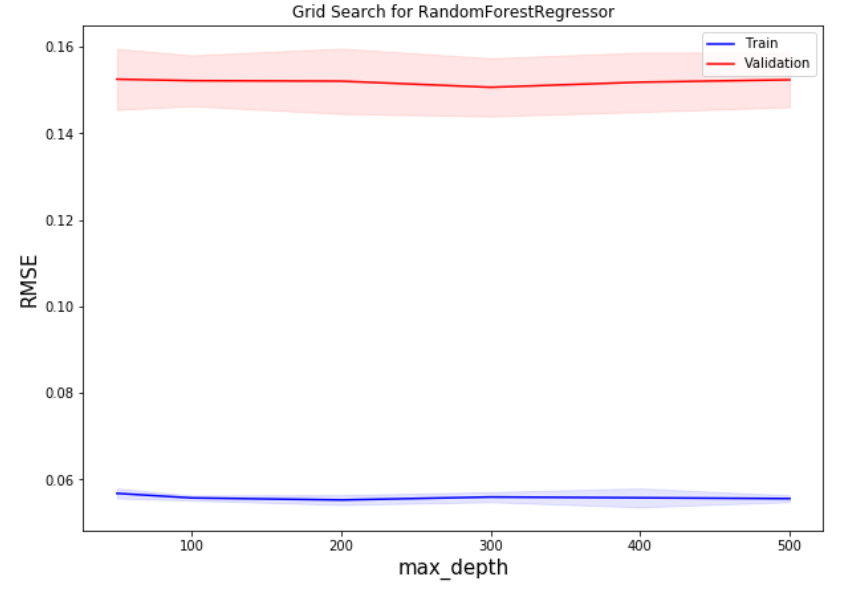 Grid Search for RandomForestRegressor
Train
Validation
0.16
0.14
0.12
0.10
0.08
0.06
RMSE
100 200 300 400 500
max_depth